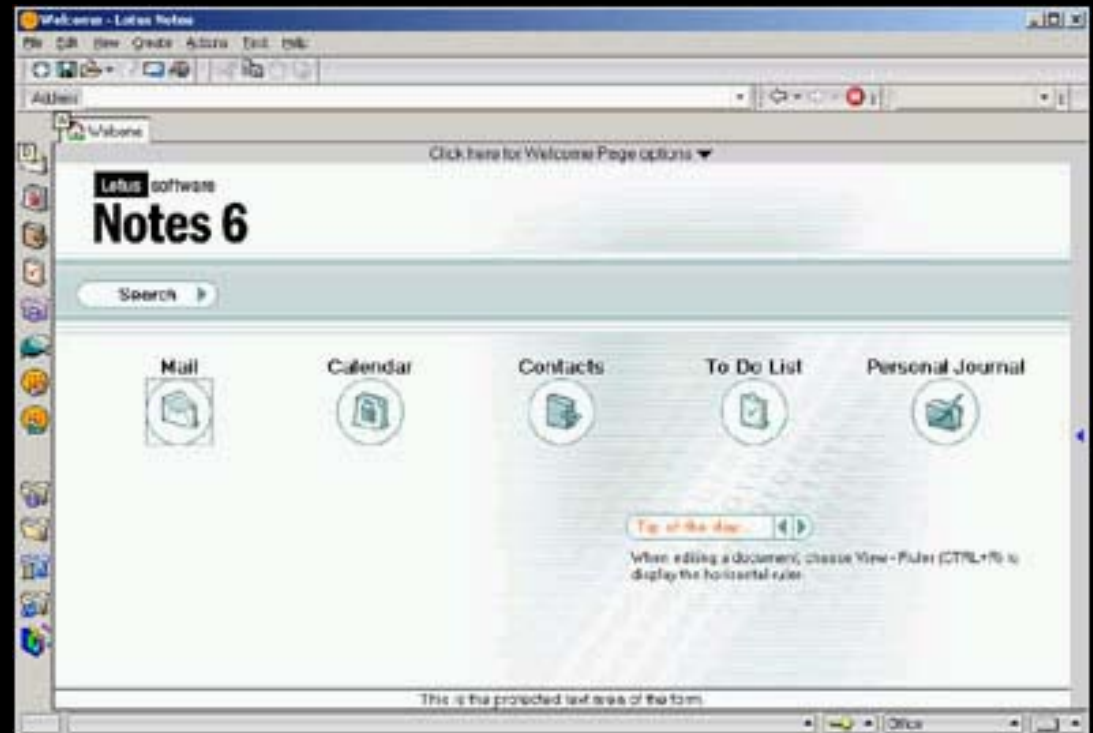 Welcome - Lotus Notes
File Edit View Create Actions Text Help
Address
Welcome
Click here for Welcome Page options
Lotus software
Notes 6
Search
Mail Calendar Contacts To Do List Personal Journal
Tip of the day...
When editing a document, choose View - Ruler (CTRL+R) to
display the horizontal ruler.
This is the protected text area of the form.
Office